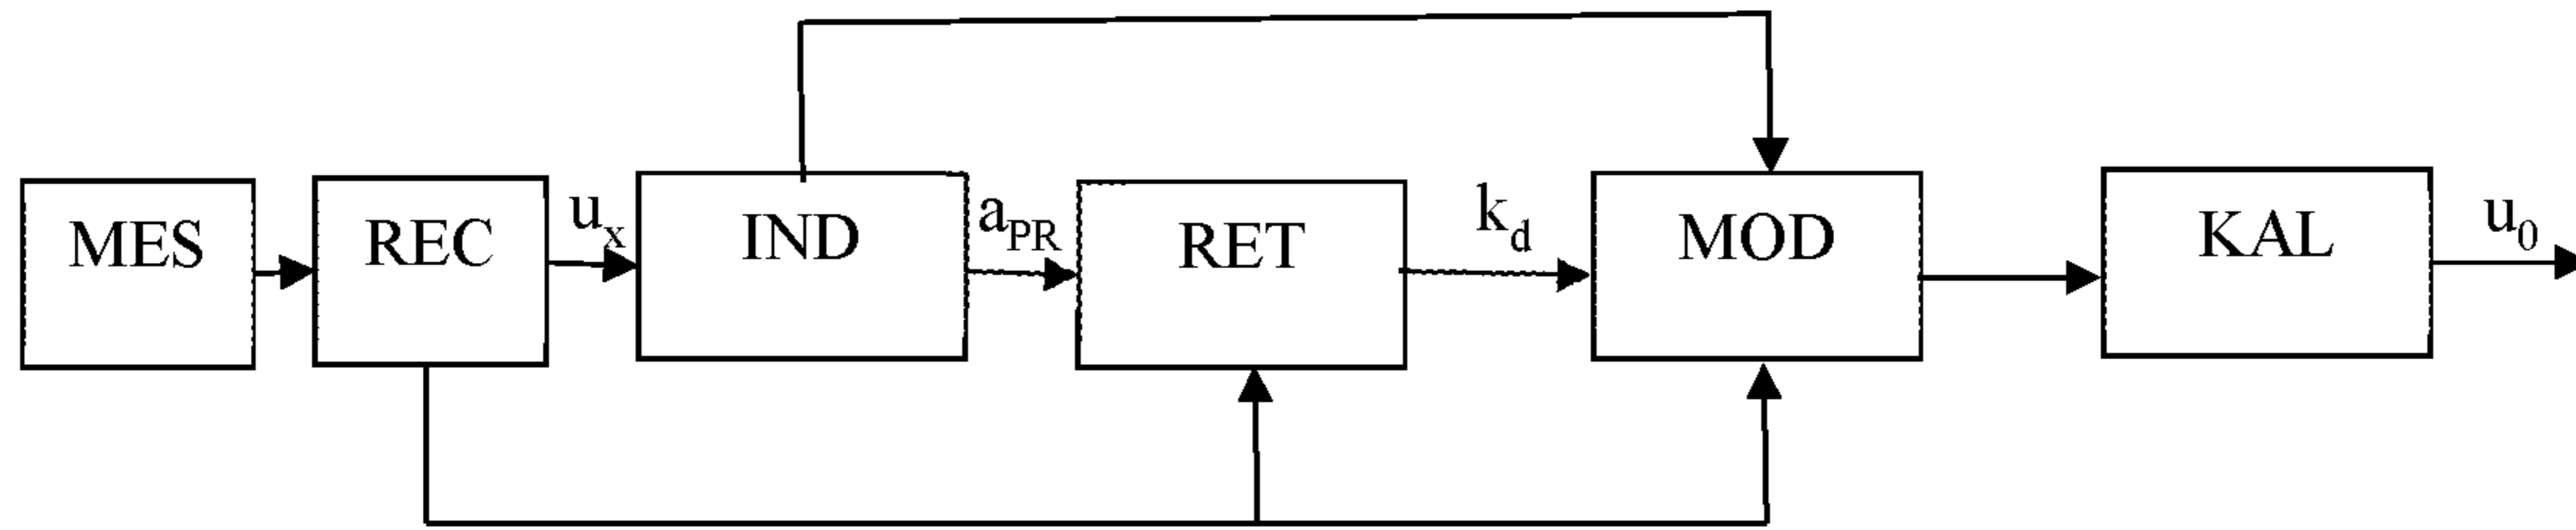 MES
REC
u_x
IND
a_PR
RET
k_d
MOD
KAL
u_0